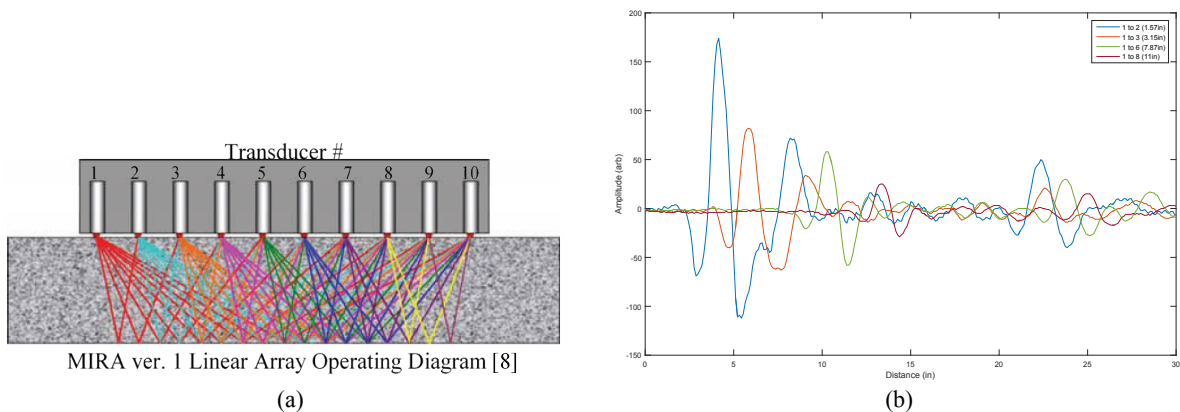 Transducer #
1 2 3 4 5 6 7 8 9 10
MIRA ver. 1 Linear Array Operating Diagram [8]
(a)
200
150
100
50
0
-50
-100
-150
Amplitude (arb)
0 5 10 15 20 25 30
Distance (in)
1 to 2 (1.57in)
1 to 3 (3.15in)
1 to 6 (7.87in)
1 to 8 (11in)
(b)